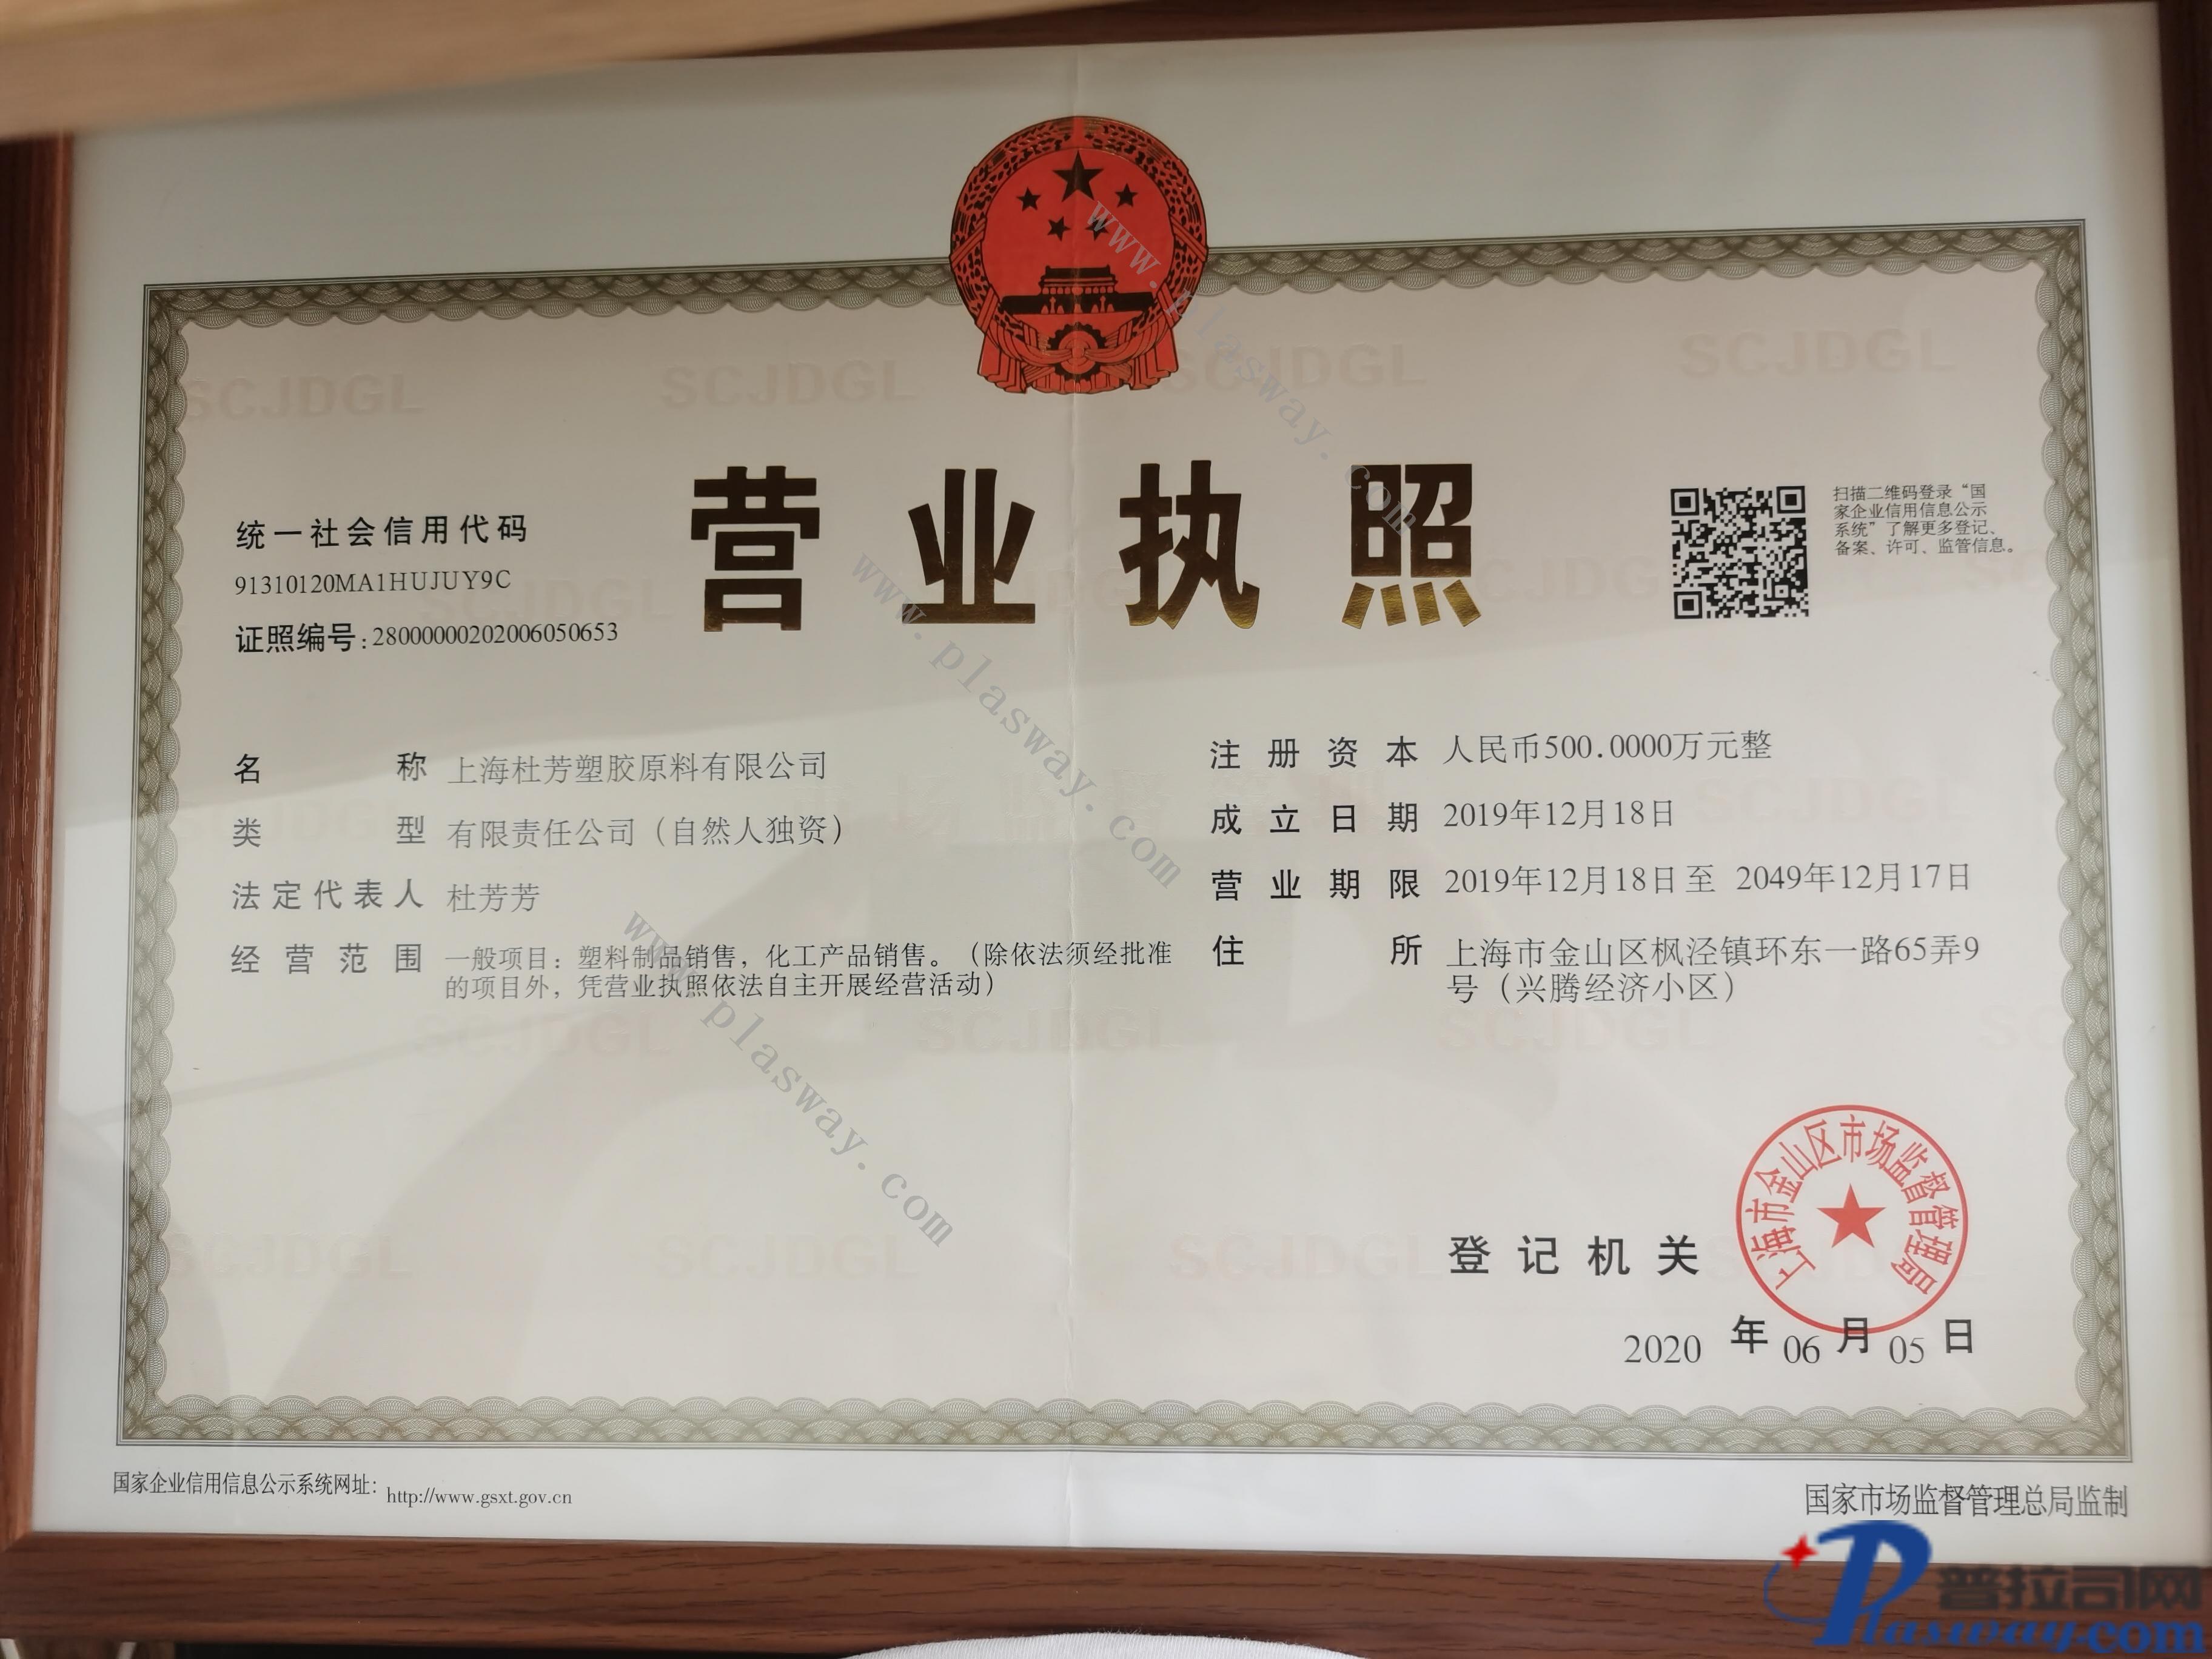 营业执照
统一社会信用代码
91310120MA1HUJUY9C
证照编号:28000000202006050653
扫描二维码登录“国
家企业信用信息公示
系统”了解更多登记、
备案、许可、监管信息。
名称 上海杜芳塑胶原料有限公司
类型 有限责任公司（自然人独资）
法定代表人 杜芳芳
经营范围 一般项目：塑料制品销售，化工产品销售。（除依法须经批准
的项目外，凭营业执照依法自主开展经营活动）
注册资本 人民币500.0000万元整
成立日期 2019年12月18日
营业期限 2019年12月18日至 2049年12月17日
住所 上海市金山区枫泾镇环东一路65弄9
号（兴腾经济小区）
登记机关
上海市金山区市场监督管理局
2020 年 06 月 05 日
国家企业信用信息公示系统网址：http://www.gsxt.gov.cn
国家市场监督管理总局监制
SCJDGL
www.plasway.com
www.plasway.com
www.plasway.com
普拉司网
Plasway.com